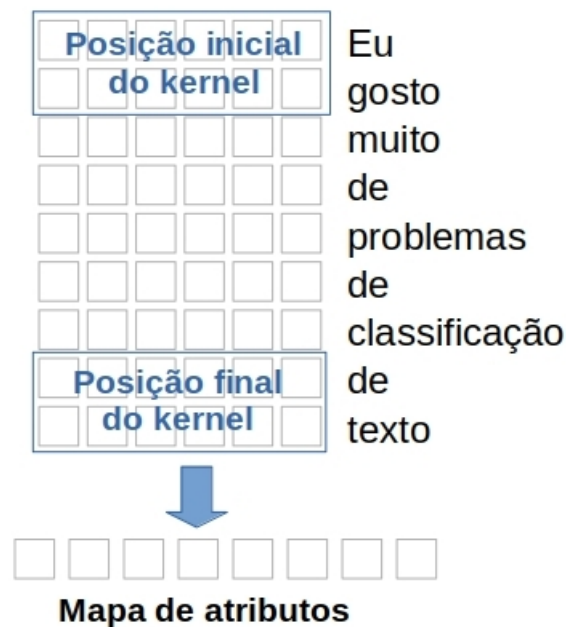 Posição inicial
do kernel
Eu
gosto
muito
de
problemas
de
classificação
de
texto
Posição final
do kernel
Mapa de atributos